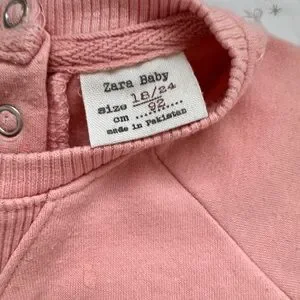 Zara Baby
size 18/24
cm 92
made in Pakistan